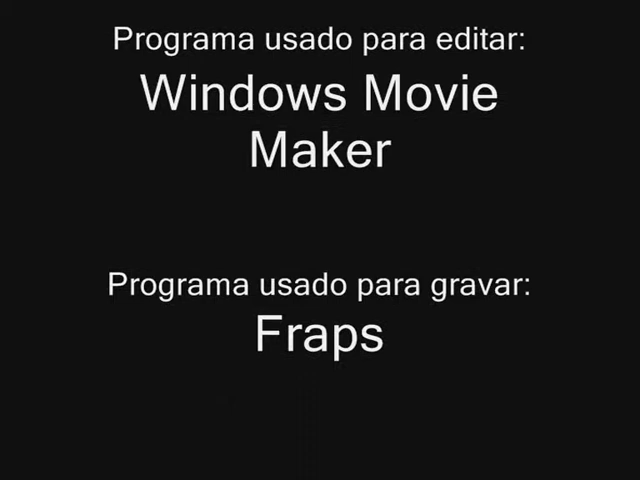 Programa usado para editar:
Windows Movie
Maker
Programa usado para gravar:
Fraps